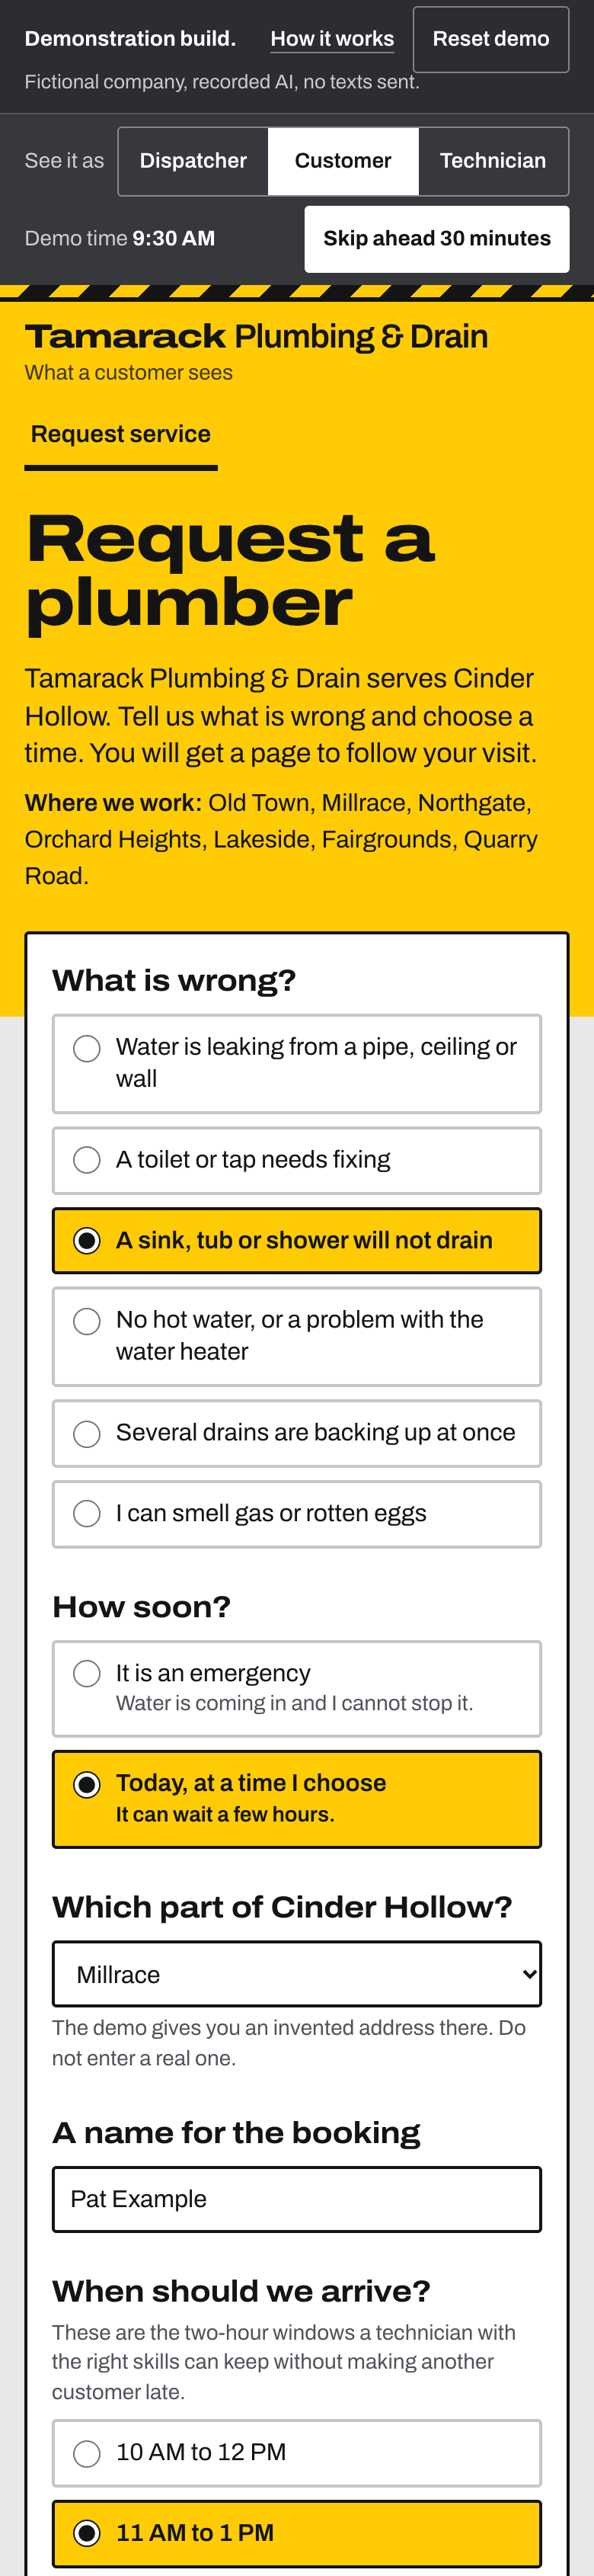 Demonstration build.
How it works
Reset demo
Fictional company, recorded AI, no texts sent.
See it as
Dispatcher
Customer
Technician
Demo time 9:30 AM
Skip ahead 30 minutes
Tamarack Plumbing & Drain
What a customer sees
Request service
Request a
plumber
Tamarack Plumbing & Drain serves Cinder
Hollow. Tell us what is wrong and choose a
time. You will get a page to follow your visit.
Where we work: Old Town, Millrace, Northgate,
Orchard Heights, Lakeside, Fairgrounds, Quarry
Road.
What is wrong?
Water is leaking from a pipe, ceiling or
wall
A toilet or tap needs fixing
A sink, tub or shower will not drain
No hot water, or a problem with the
water heater
Several drains are backing up at once
I can smell gas or rotten eggs
How soon?
It is an emergency
Water is coming in and I cannot stop it.
Today, at a time I choose
It can wait a few hours.
Which part of Cinder Hollow?
Millrace
The demo gives you an invented address there. Do
not enter a real one.
A name for the booking
Pat Example
When should we arrive?
These are the two-hour windows a technician with
the right skills can keep without making another
customer late.
10 AM to 12 PM
11 AM to 1 PM